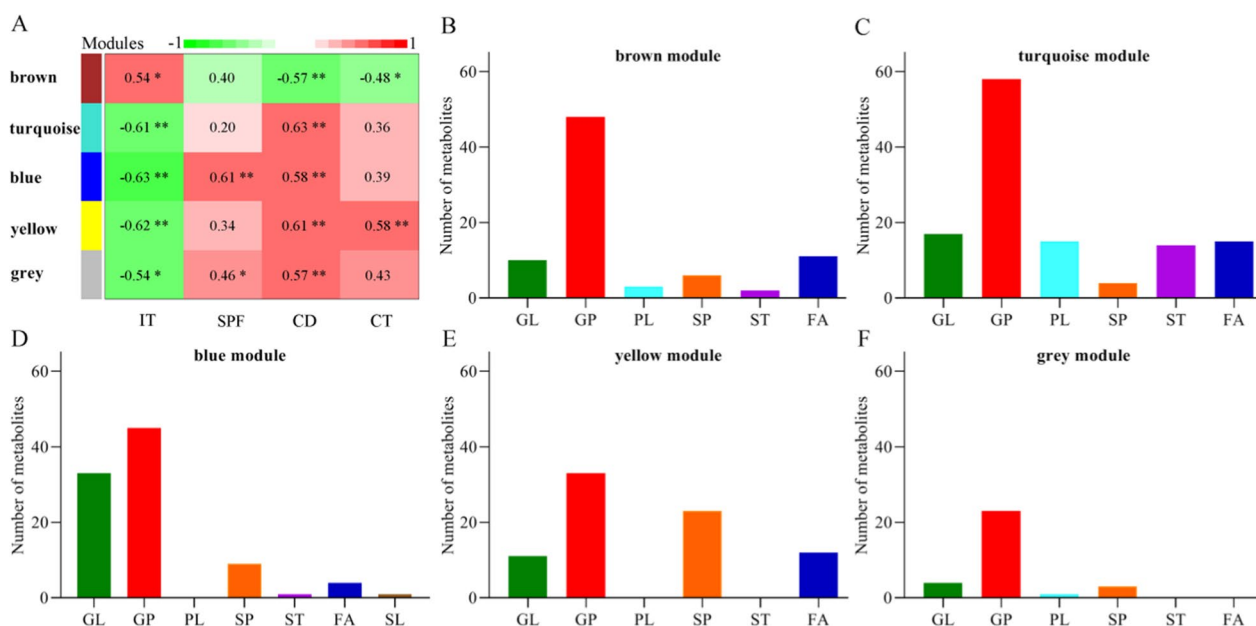 A
Modules -1 1
brown 0.54 * 0.40 -0.57 ** -0.48 *
turquoise -0.61 ** 0.20 0.63 ** 0.36
blue -0.63 ** 0.61 ** 0.58 ** 0.39
yellow -0.62 ** 0.34 0.61 ** 0.58 **
grey -0.54 * 0.46 * 0.57 ** 0.43
IT SPF CD CT
B
brown module
Number of metabolites
60
40
20
0
GL GP PL SP ST FA
C
turquoise module
Number of metabolites
60
40
20
0
GL GP PL SP ST FA
D
blue module
Number of metabolites
60
40
20
0
GL GP PL SP ST FA SL
E
yellow module
Number of metabolites
60
40
20
0
GL GP PL SP ST FA
F
grey module
Number of metabolites
60
40
20
0
GL GP PL SP ST FA